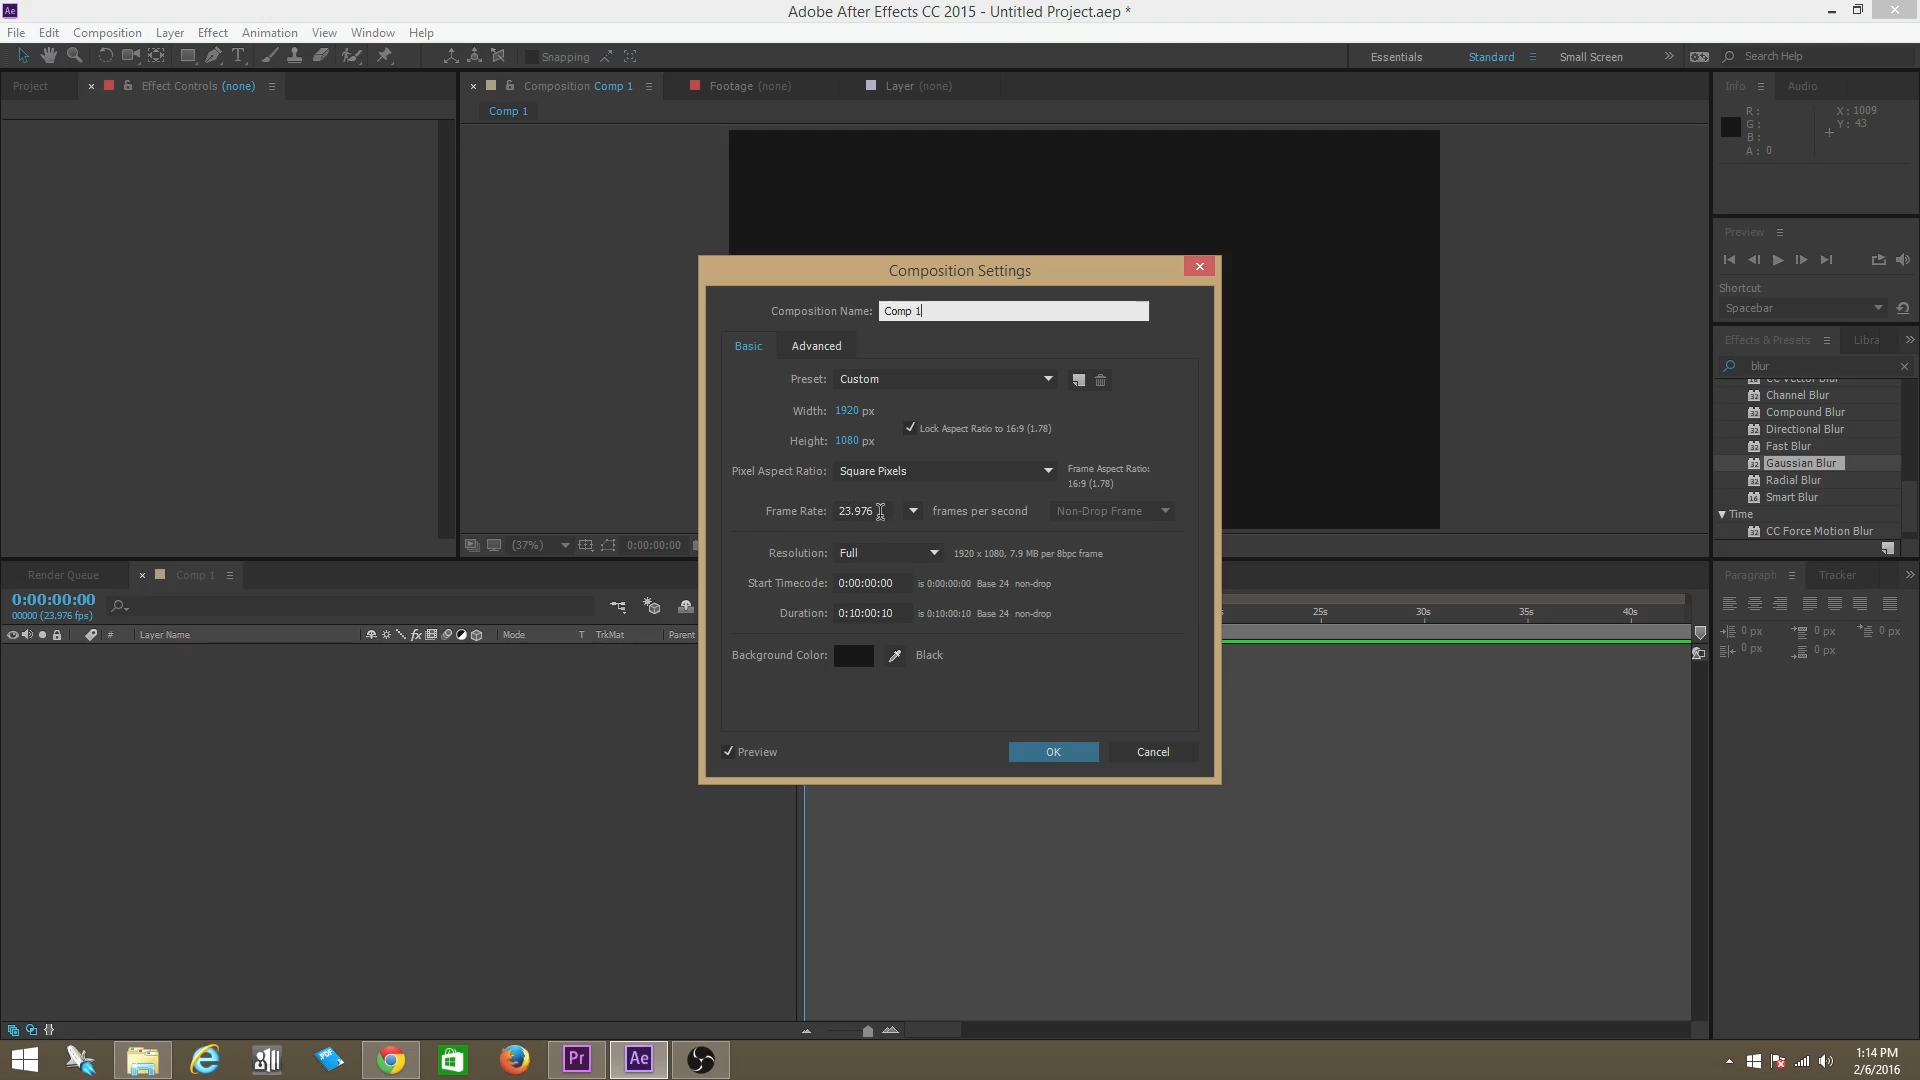 Ae Adobe After Effects CC 2015 - Untitled Project.aep *
File Edit Composition Layer Effect Animation View Window Help
Snapping Essentials Standard Small Screen Search Help
Project Effect Controls (none) Composition Comp 1 Footage (none) Layer (none) Info Audio
Comp 1
R :
G :
B :
A : 0
X : 1009
Y : 43
Preview
Shortcut
Spacebar
Effects & Presets Libra
blur
CC Vector Blur
Channel Blur
Compound Blur
Directional Blur
Fast Blur
Gaussian Blur
Radial Blur
Smart Blur
Time
CC Force Motion Blur
Composition Settings
Composition Name: Comp 1
Basic Advanced
Preset: Custom
Width: 1920 px
Lock Aspect Ratio to 16:9 (1.78)
Height: 1080 px
Pixel Aspect Ratio: Square Pixels
Frame Aspect Ratio:
16:9 (1.78)
Frame Rate: 23.976 frames per second Non-Drop Frame
Resolution: Full 1920 x 1080, 7.9 MB per 8bpc frame
Start Timecode: 0:00:00:00 is 0:00:00:00 Base 24 non-drop
Duration: 0:10:00:10 is 0:10:00:10 Base 24 non-drop
Background Color: Black
Preview OK Cancel
(37%) 0:00:00:00
Render Queue Comp 1
0:00:00:00
00000 (23.976 fps)
# Layer Name fx Mode T TrkMat Parent
25s 30s 35s 40s
Paragraph Tracker
0 px 0 px 0 px
0 px 0 px
PDF Pr Ae
1:14 PM
2/6/2016